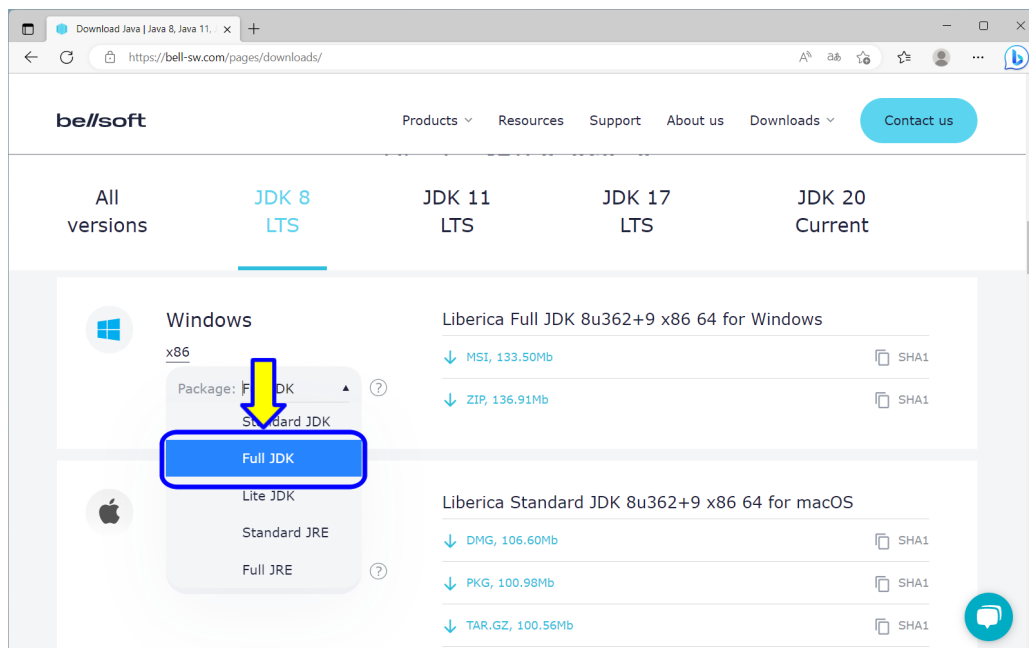 Download Java | Java 8, Java 11,
https://bell-sw.com/pages/downloads/
bellsoft
Products
Resources
Support
About us
Downloads
Contact us
All versions
JDK 8 LTS
JDK 11 LTS
JDK 17 LTS
JDK 20 Current
Windows
x86
Package:
Standard JDK
Full JDK
Lite JDK
Standard JRE
Full JRE
Liberica Full JDK 8u362+9 x86 64 for Windows
MSI, 133.50Mb
SHA1
ZIP, 136.91Mb
SHA1
Liberica Standard JDK 8u362+9 x86 64 for macOS
DMG, 106.60Mb
SHA1
PKG, 100.98Mb
SHA1
TAR.GZ, 100.56Mb
SHA1